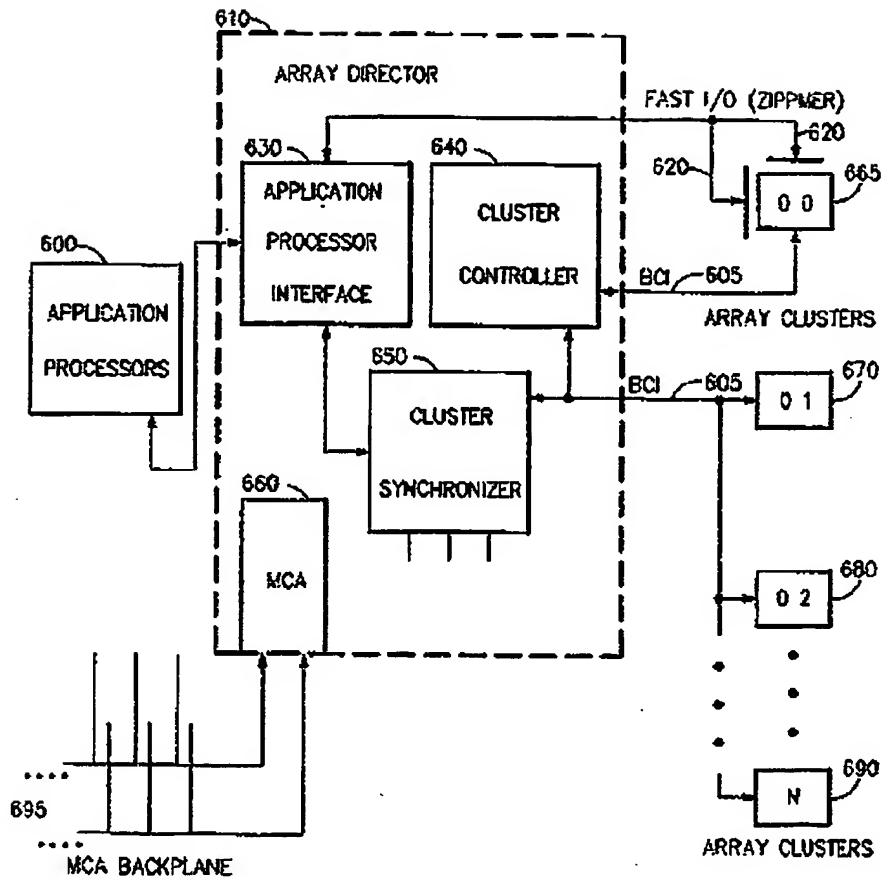 610
ARRAY DIRECTOR
FAST I/O (ZIPPMER)
620
630
640
620
665
APPLICATION
PROCESSOR
INTERFACE
CLUSTER
CONTROLLER
0 0
600
APPLICATION
PROCESSORS
BCI
605
ARRAY CLUSTERS
650
BCI
605
670
CLUSTER
SYNCHRONIZER
0 1
660
MCA
680
0 2
695
MCA BACKPLANE
690
N
ARRAY CLUSTERS